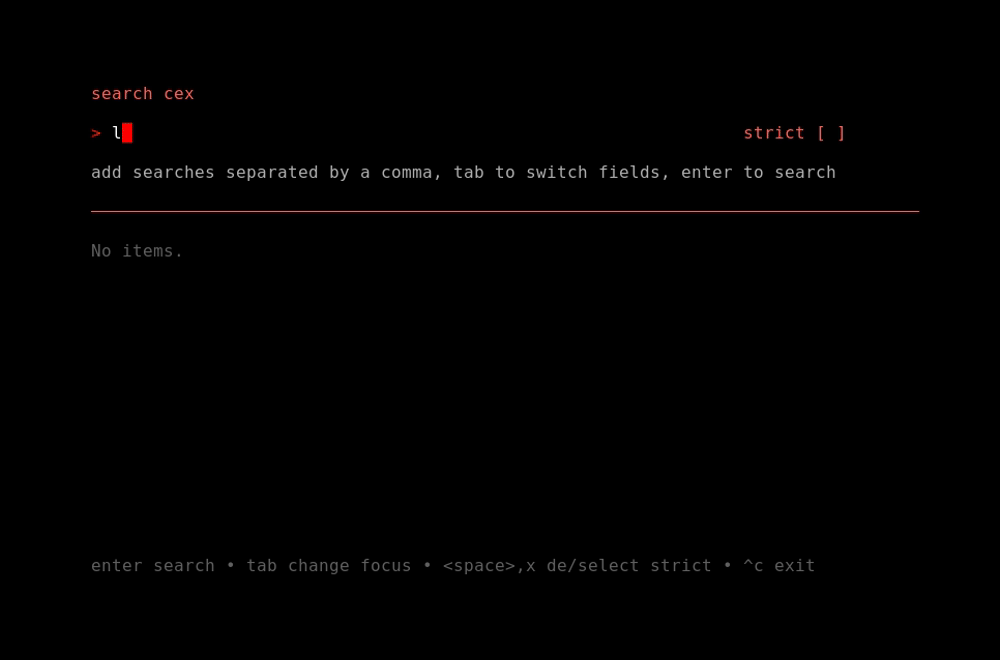 search cex
> l strict [ ]
add searches separated by a comma, tab to switch fields, enter to search
No items.
enter search • tab change focus • <space>,x de/select strict • ^c exit